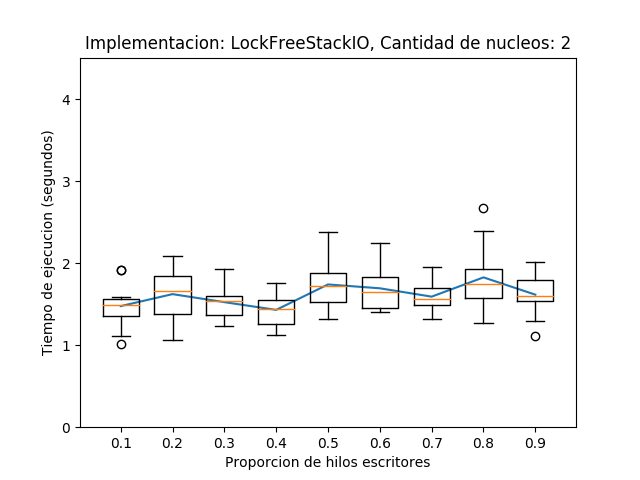 Implementacion: LockFreeStackIO, Cantidad de nucleos: 2
Tiempo de ejecucion (segundos)
4
3
2
1
0
0.1 0.2 0.3 0.4 0.5 0.6 0.7 0.8 0.9
Proporcion de hilos escritores